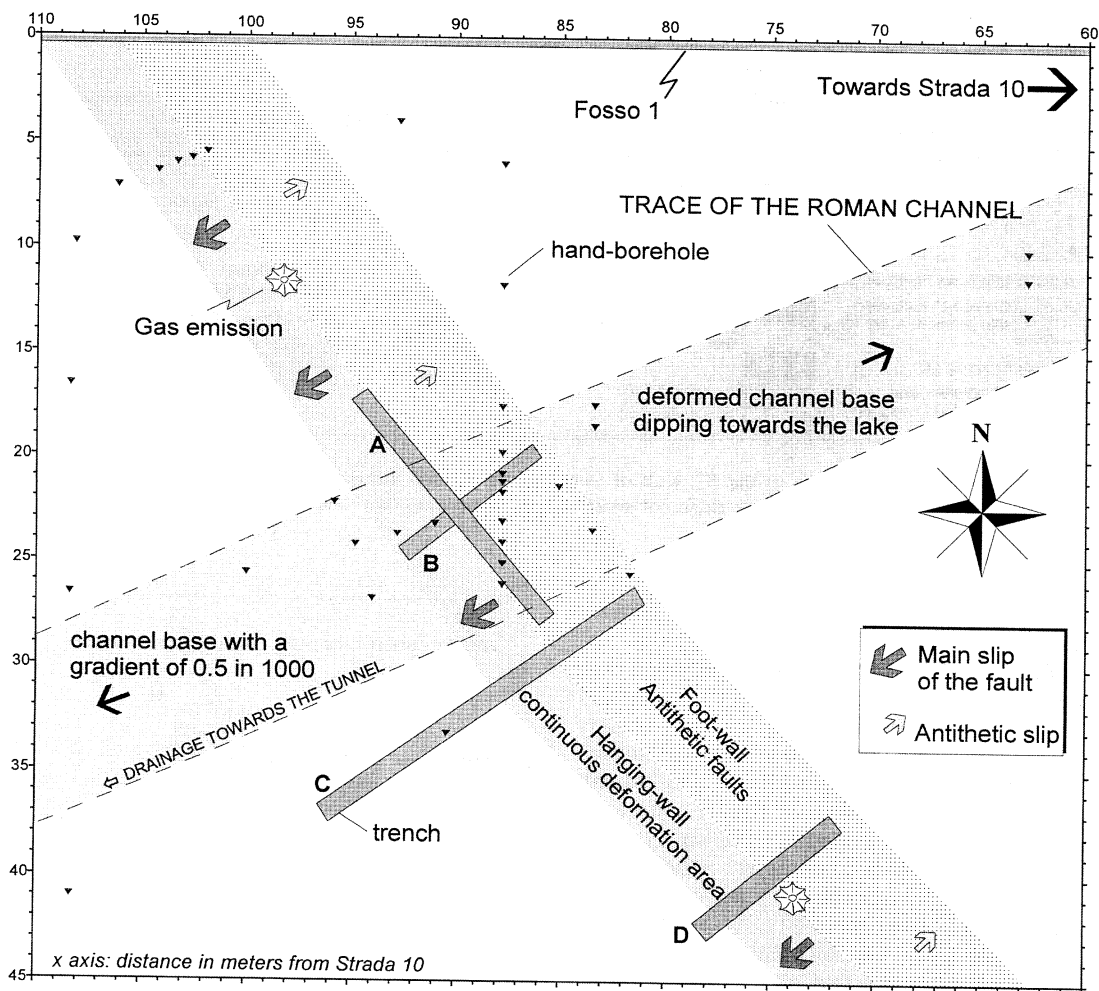 110 105 95 90 85 80 75 70 65 60
0
5
10
15
20
25
30
35
40
45
Fosso 1
Towards Strada 10
TRACE OF THE ROMAN CHANNEL
hand-borehole
Gas emission
deformed channel base
dipping towards the lake
N
A
B
channel base with a
gradient of 0.5 in 1000
DRAINAGE TOWARDS THE TUNNEL
C
trench
Foot-wall
Antithetic faults
Hanging-wall
continuous deformation area
D
Main slip
of the fault
Antithetic slip
x axis: distance in meters from Strada 10